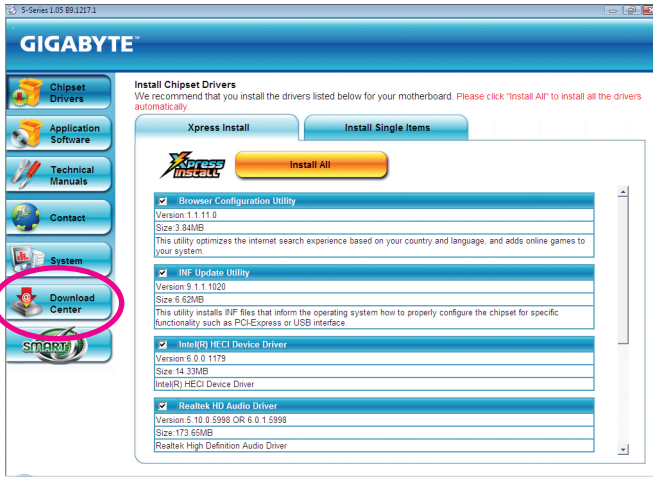 5-Series 1.05 B9.1217.1
GIGABYTE™
Chipset
Drivers
Application
Software
Technical
Manuals
Contact
System
Download
Center
SMART
Install Chipset Drivers
We recommend that you install the drivers listed below for your motherboard. Please click "Install All" to install all the drivers
automatically.
Xpress Install
Install Single Items
Xpress
Install
Install All
Browser Configuration Utility
Version:1.1.11.0
Size:3.84MB
This utility optimizes the internet search experience based on your country and language, and adds online games to
your system.
INF Update Utility
Version:9.1.1.1020
Size:6.62MB
This utility installs INF files that inform the operating system how to properly configure the chipset for specific
functionality such as PCI-Express or USB interface.
Intel(R) HECI Device Driver
Version:6.0.0.1179
Size:14.33MB
Intel(R) HECI Device Driver
Realtek HD Audio Driver
Version:5.10.0.5998 OR 6.0.1.5998
Size:173.65MB
Realtek High Definition Audio Driver